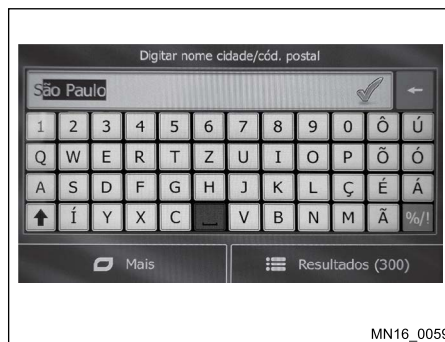 Digitar nome cidade/cód. postal
São Paulo
1 2 3 4 5 6 7 8 9 0 Ô Ú
Q W E R T Z U I O P Õ Ó
A S D F G H J K L Ç É Á
Í Y X C V B N M Ã %/!
Mais Resultados (300)
MN16_0059